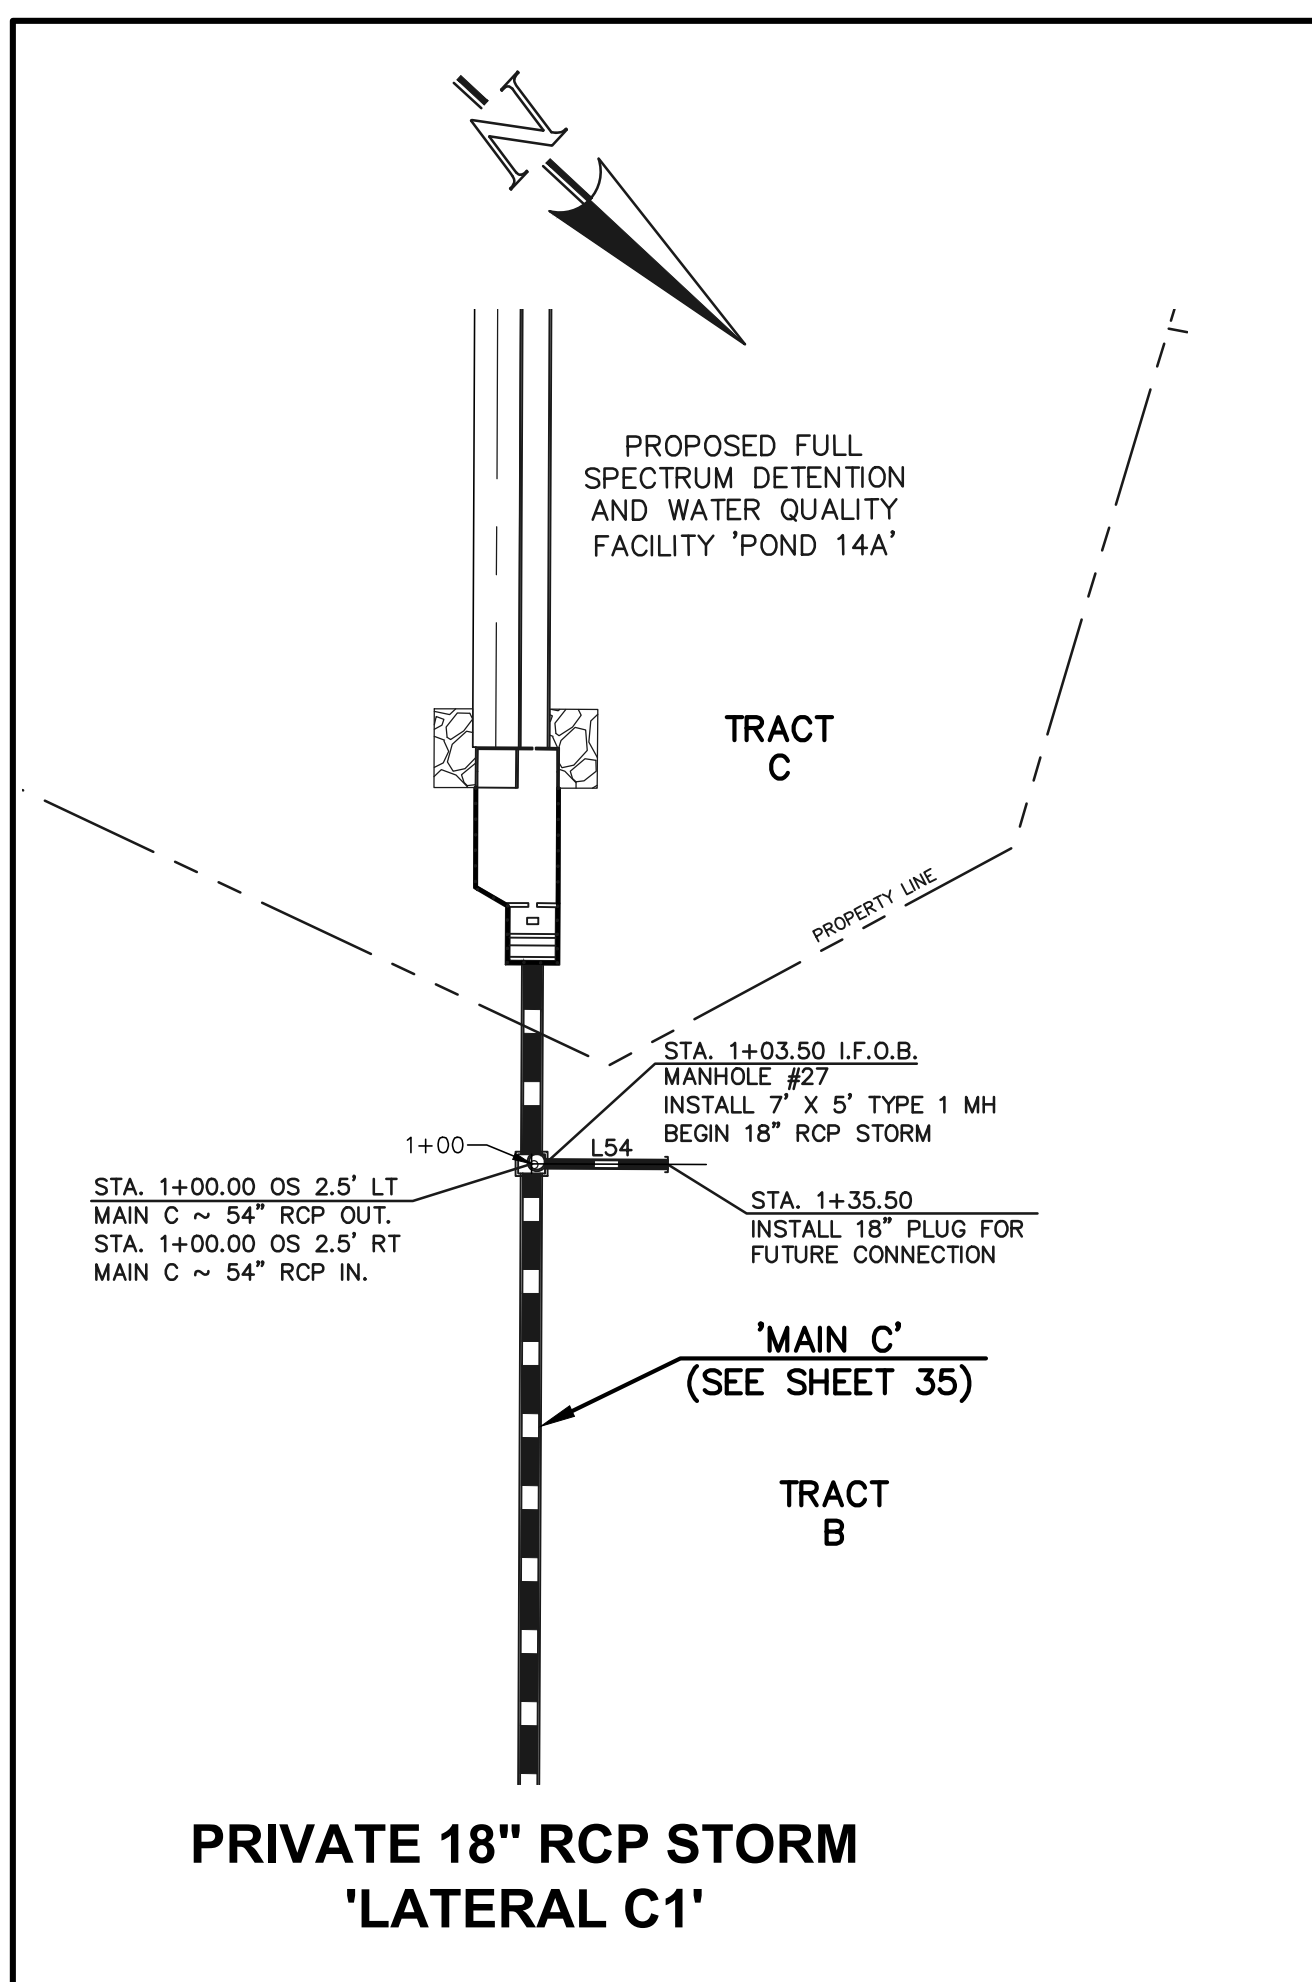 N
PROPOSED FULL
SPECTRUM DETENTION
AND WATER QUALITY
FACILITY 'POND 14A'
TRACT
C
PROPERTY LINE
STA. 1+03.50 I.F.O.B.
MANHOLE #27
INSTALL 7' X 5' TYPE 1 MH
BEGIN 18" RCP STORM
1+00
L54
STA. 1+00.00 OS 2.5' LT
MAIN C ~ 54" RCP OUT.
STA. 1+00.00 OS 2.5' RT
MAIN C ~ 54" RCP IN.
STA. 1+35.50
INSTALL 18" PLUG FOR
FUTURE CONNECTION
'MAIN C'
(SEE SHEET 35)
TRACT
B
PRIVATE 18" RCP STORM
'LATERAL C1'